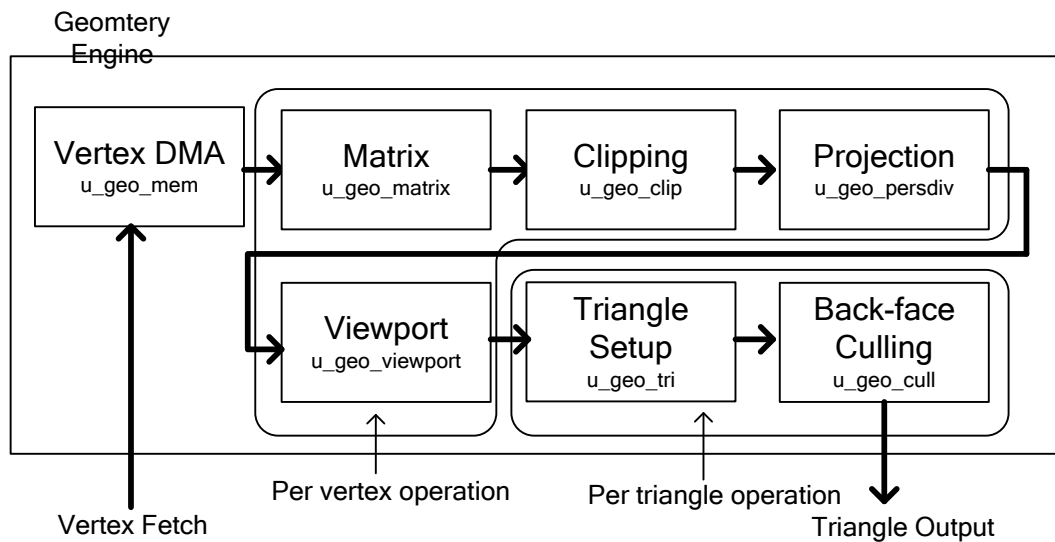 Geomtery
Engine
Vertex DMA
u_geo_mem
Matrix
u_geo_matrix
Clipping
u_geo_clip
Projection
u_geo_persdiv
Viewport
u_geo_viewport
Triangle
Setup
u_geo_tri
Back-face
Culling
u_geo_cull
Per vertex operation
Per triangle operation
Vertex Fetch
Triangle Output